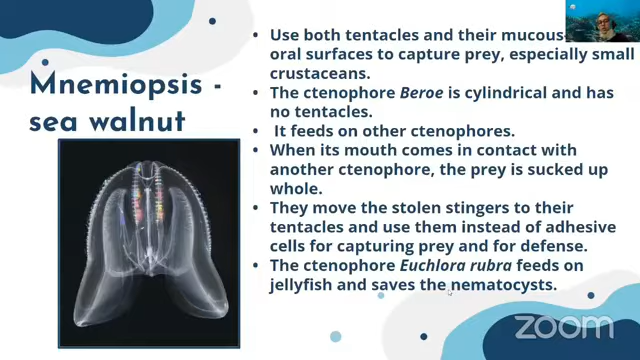 Mnemiopsis -
sea walnut
• Use both tentacles and their mucous-
oral surfaces to capture prey, especially small
crustaceans.
• The ctenophore Beroe is cylindrical and has
no tentacles.
• It feeds on other ctenophores.
• When its mouth comes in contact with
another ctenophore, the prey is sucked up
whole.
• They move the stolen stingers to their
tentacles and use them instead of adhesive
cells for capturing prey and for defense.
• The ctenophore Euchlora rubra feeds on
jellyfish and saves the nematocysts.
zoom